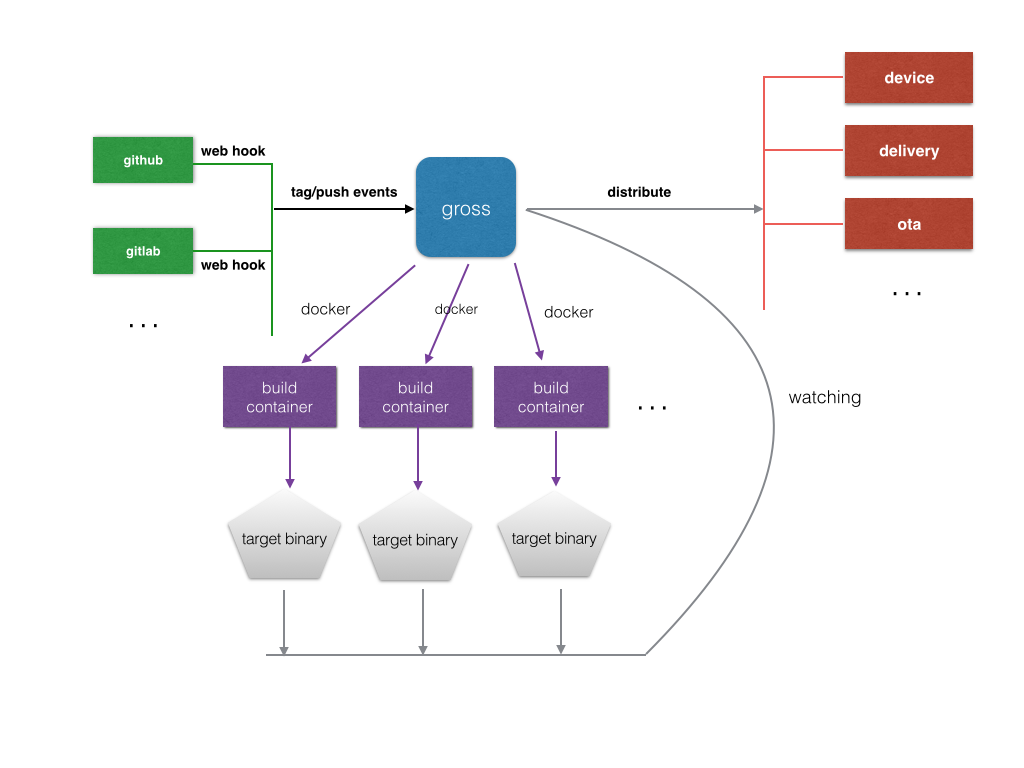 device
delivery
ota
...
github
web hook
gitlab
web hook
...
tag/push events
gross
distribute
docker
docker
docker
build
container
build
container
build
container
...
watching
target binary
target binary
target binary